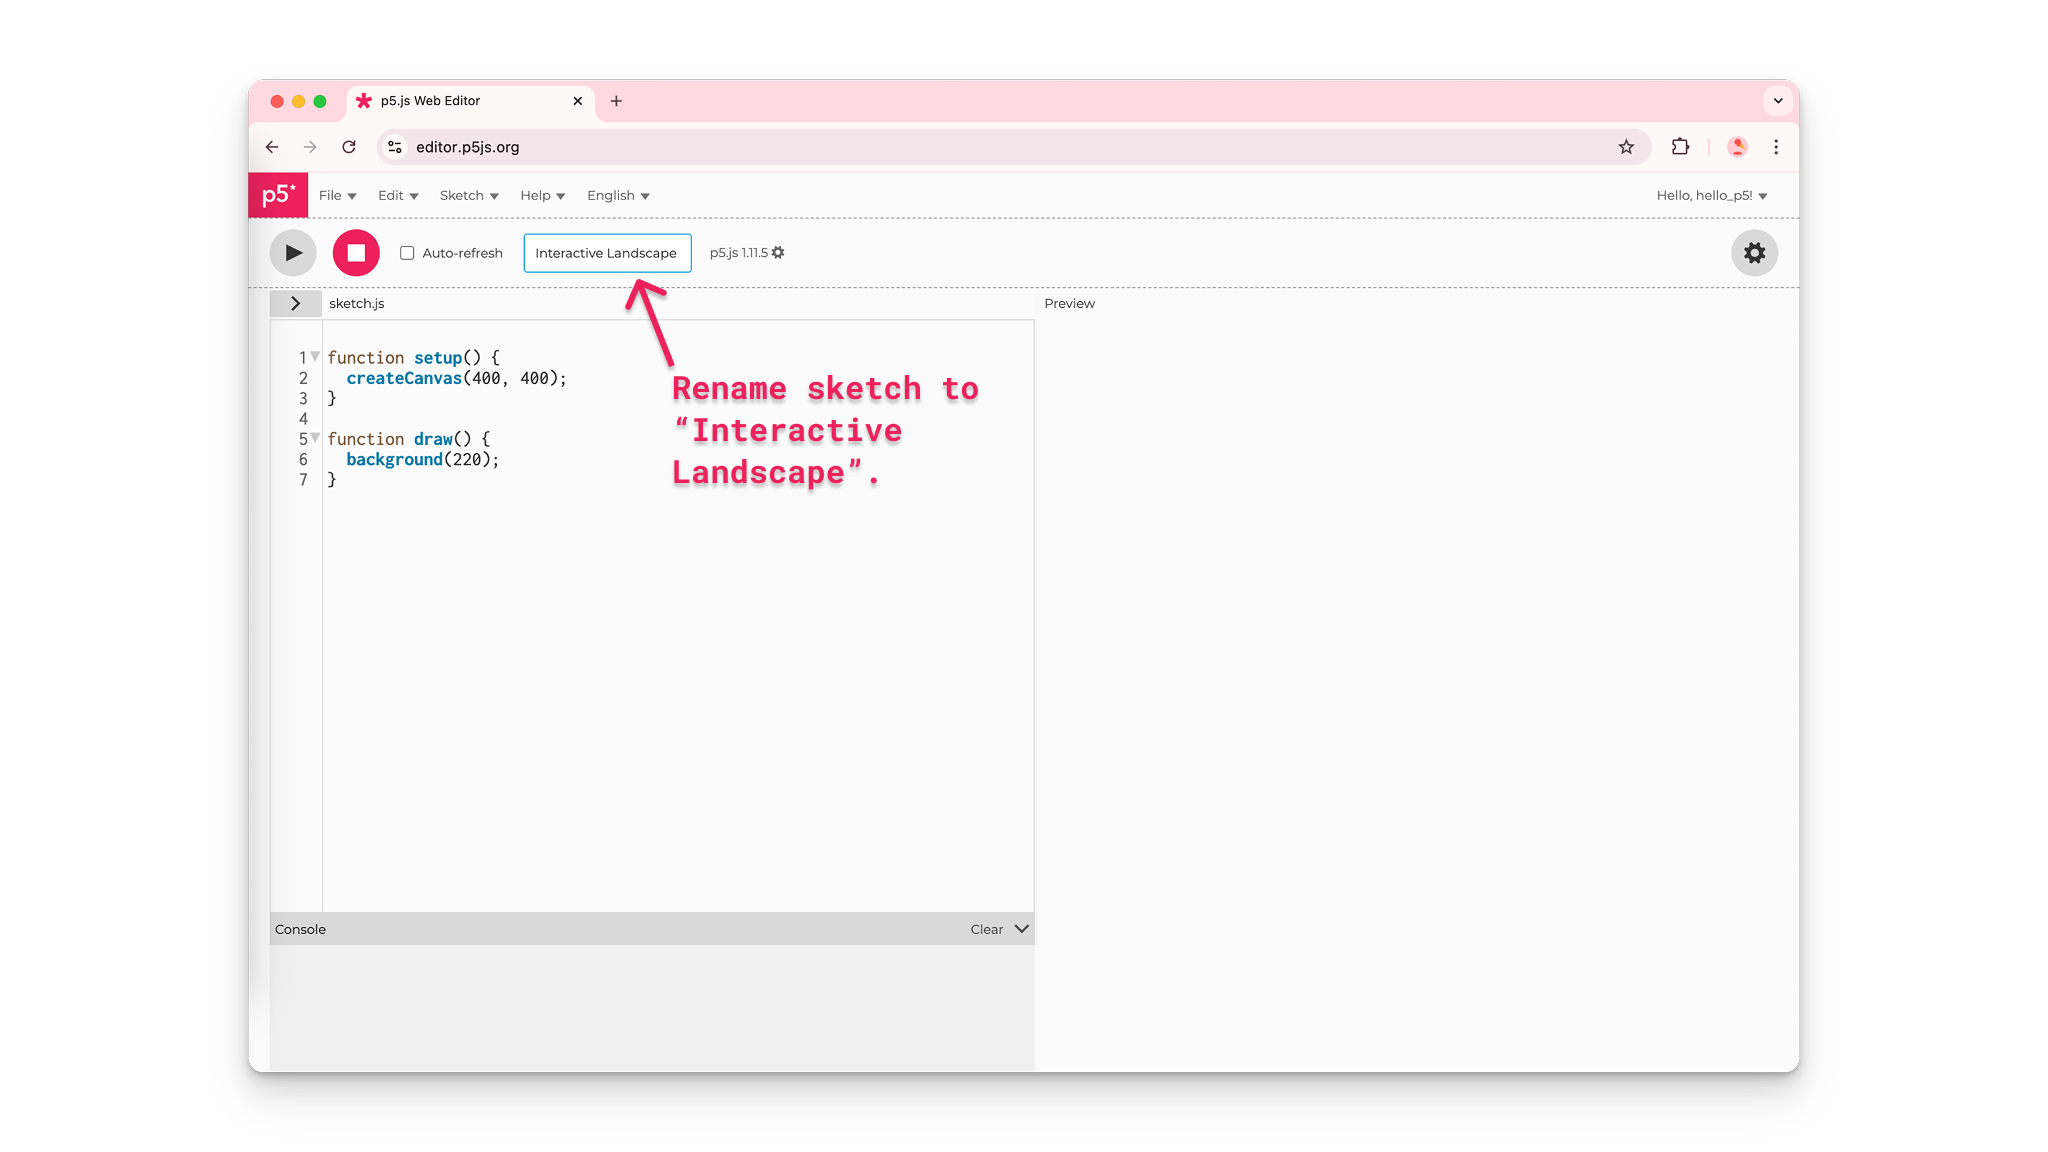 p5.js Web Editor
editor.p5js.org
p5*
File
Edit
Sketch
Help
English
Hello, hello_p5!
Auto-refresh
Interactive Landscape
p5.js 1.11.5
sketch.js
Preview
1 function setup() {
2 createCanvas(400, 400);
3 }
4
5 function draw() {
6 background(220);
7 }
Rename sketch to
“Interactive
Landscape”.
Console
Clear